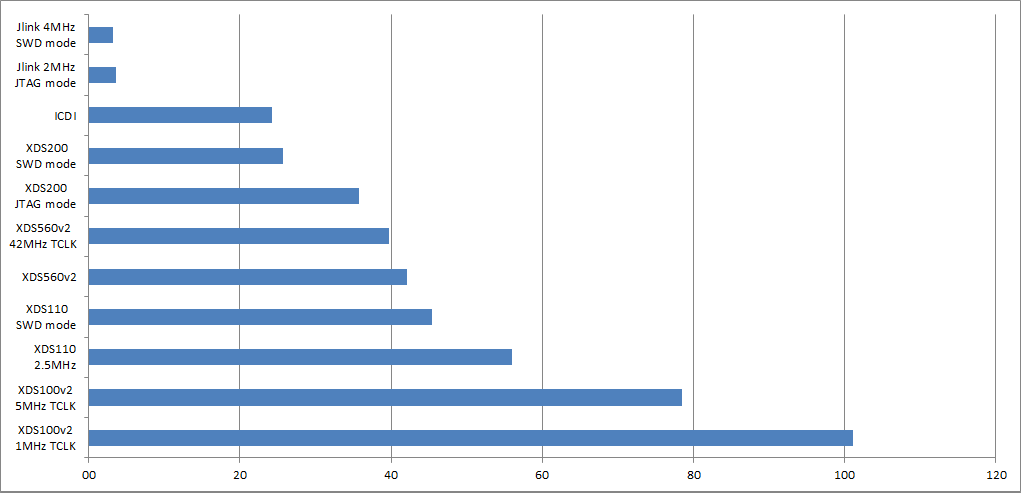 Jlink 4MHz
SWD mode
Jlink 2MHz
JTAG mode
ICDI
XDS200
SWD mode
XDS200
JTAG mode
XDS560v2
42MHz TCLK
XDS560v2
XDS110
SWD mode
XDS110
2.5MHz
XDS100v2
5MHz TCLK
XDS100v2
1MHz TCLK
00 20 40 60 80 100 120